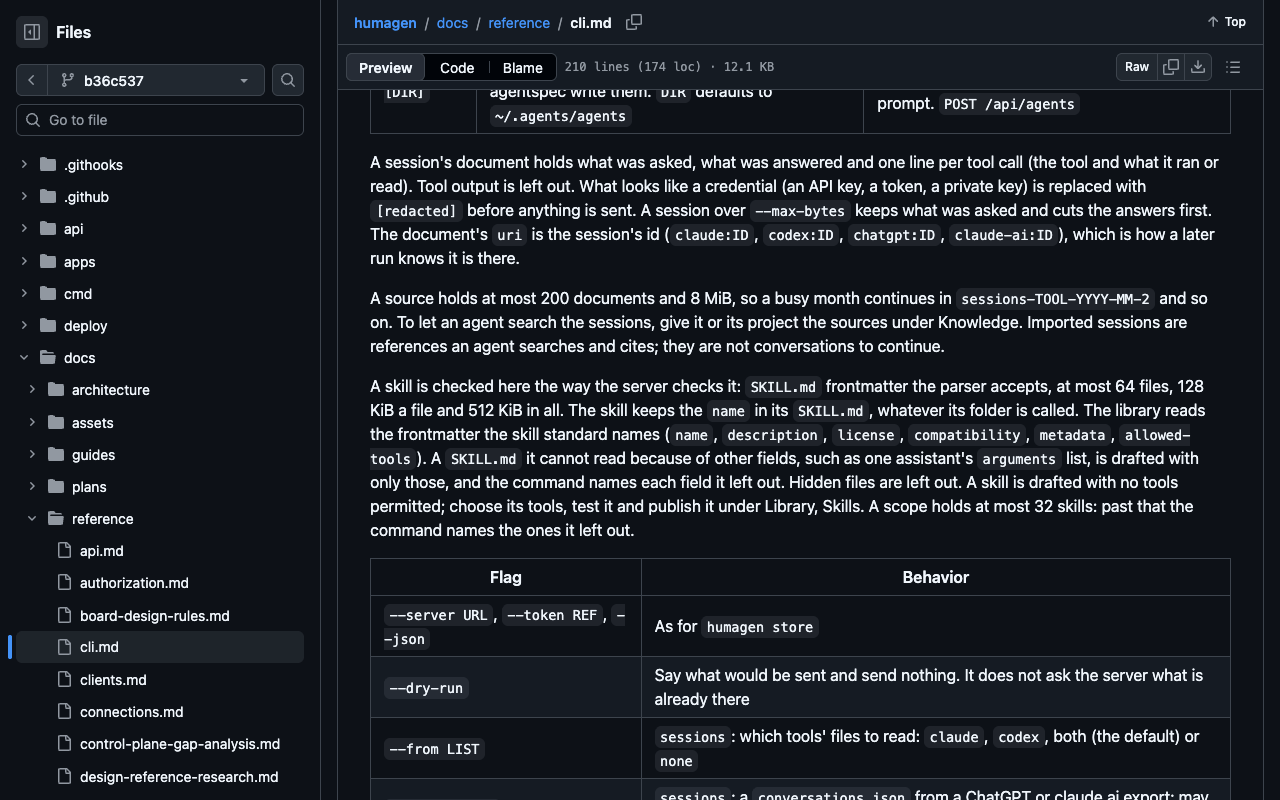 Files
humagen / docs / reference / cli.md
Top
b36c537
Preview Code Blame 210 lines (174 loc) · 12.1 KB
Raw
Go to file
.githooks
.github
api
apps
cmd
deploy
docs
architecture
assets
guides
plans
reference
api.md
authorization.md
board-design-rules.md
cli.md
clients.md
connections.md
control-plane-gap-analysis.md
design-reference-research.md
[DIR]
agentspec write them. DIR defaults to
~/.agents/agents
prompt. POST /api/agents
A session's document holds what was asked, what was answered and one line per tool call (the tool and what it ran or
read). Tool output is left out. What looks like a credential (an API key, a token, a private key) is replaced with
[redacted] before anything is sent. A session over --max-bytes keeps what was asked and cuts the answers first.
The document's uri is the session's id ( claude:ID , codex:ID , chatgpt:ID , claude-ai:ID ), which is how a later
run knows it is there.
A source holds at most 200 documents and 8 MiB, so a busy month continues in sessions-TOOL-YYYY-MM-2 and so
on. To let an agent search the sessions, give it or its project the sources under Knowledge. Imported sessions are
references an agent searches and cites; they are not conversations to continue.
A skill is checked here the way the server checks it: SKILL.md frontmatter the parser accepts, at most 64 files, 128
KiB a file and 512 KiB in all. The skill keeps the name in its SKILL.md , whatever its folder is called. The library reads
the frontmatter the skill standard names ( name , description , license , compatibility , metadata , allowed-
tools ). A SKILL.md it cannot read because of other fields, such as one assistant's arguments list, is drafted with
only those, and the command names each field it left out. Hidden files are left out. A skill is drafted with no tools
permitted; choose its tools, test it and publish it under Library, Skills. A scope holds at most 32 skills: past that the
command names the ones it left out.
Flag Behavior
--server URL , --token REF , -
-json
As for humagen store
--dry-run
Say what would be sent and send nothing. It does not ask the server what is
already there
--from LIST
sessions : which tools' files to read: claude , codex , both (the default) or
none
sessions : a conversations.json from a ChatGPT or claude.ai export; may